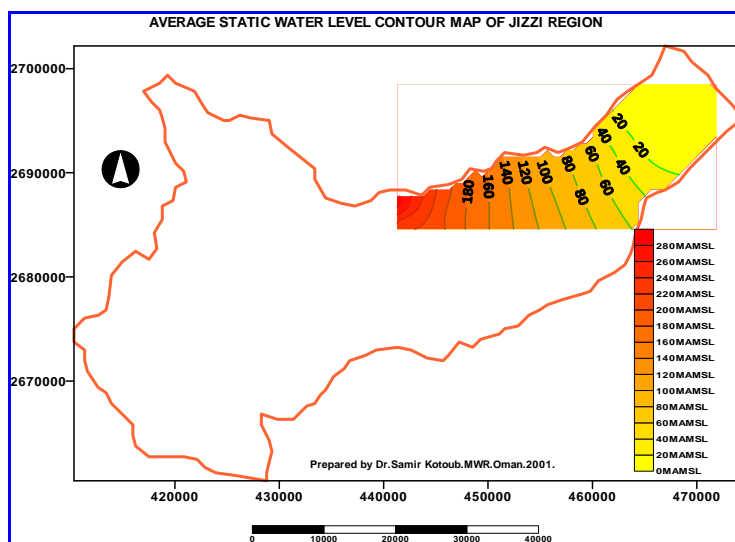 AVERAGE STATIC WATER LEVEL CONTOUR MAP OF JIZZI REGION
2700000
2690000
2680000
2670000
20
40
60
80
100
120
140
160
180
20
40
60
80
280MAMSL
260MAMSL
240MAMSL
220MAMSL
200MAMSL
180MAMSL
160MAMSL
140MAMSL
120MAMSL
100MAMSL
80MAMSL
60MAMSL
40MAMSL
20MAMSL
0MAMSL
Prepared by Dr.Samir Kotoub.MWR.Oman.2001.
420000 430000 440000 450000 460000 470000
0 10000 20000 30000 40000